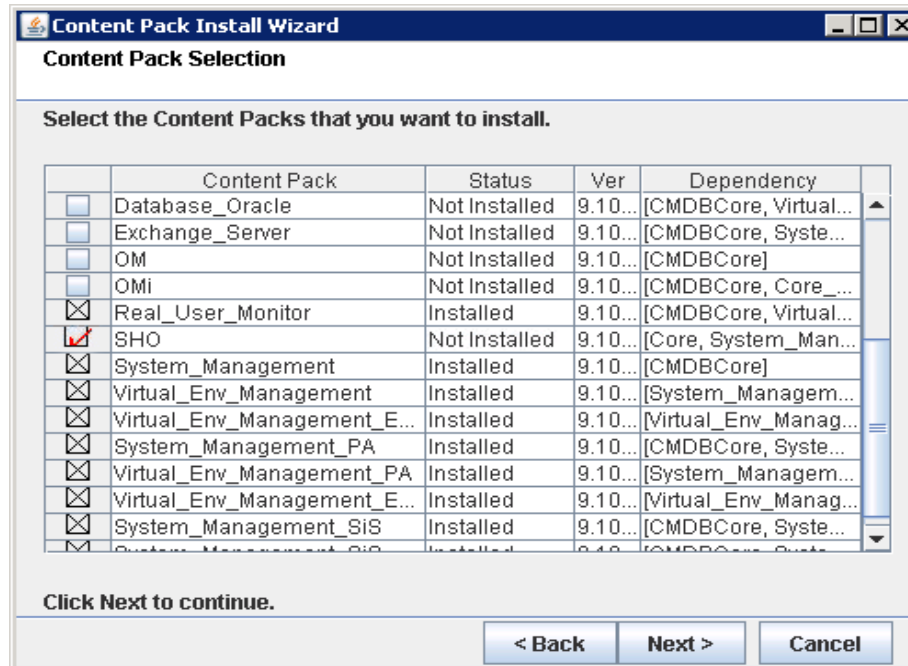 Content Pack Install Wizard
Content Pack Selection
Select the Content Packs that you want to install.
Content Pack Status Ver Dependency
Database_Oracle Not Installed 9.10... [CMDBCore, Virtual...
Exchange_Server Not Installed 9.10... [CMDBCore, Syste...
OM Not Installed 9.10... [CMDBCore]
OMi Not Installed 9.10... [CMDBCore, Core_...
Real_User_Monitor Installed 9.10... [CMDBCore, Virtual...
SHO Not Installed 9.10... [Core, System_Man...
System_Management Installed 9.10... [CMDBCore]
Virtual_Env_Management Installed 9.10... [System_Managem...
Virtual_Env_Management_E... Installed 9.10... [Virtual_Env_Manag...
System_Management_PA Installed 9.10... [CMDBCore, Syste...
Virtual_Env_Management_PA Installed 9.10... [System_Managem...
Virtual_Env_Management_E... Installed 9.10... [Virtual_Env_Manag...
System_Management_SiS Installed 9.10... [CMDBCore, Syste...
Click Next to continue.
< Back Next > Cancel